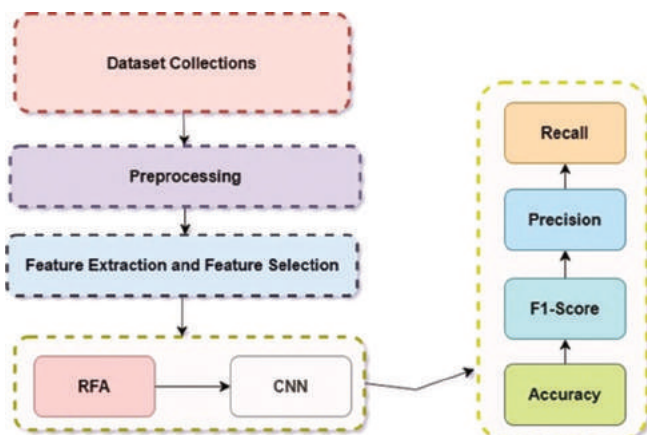 Dataset Collections
Preprocessing
Feature Extraction and Feature Selection
RFA
CNN
Recall
Precision
F1-Score
Accuracy